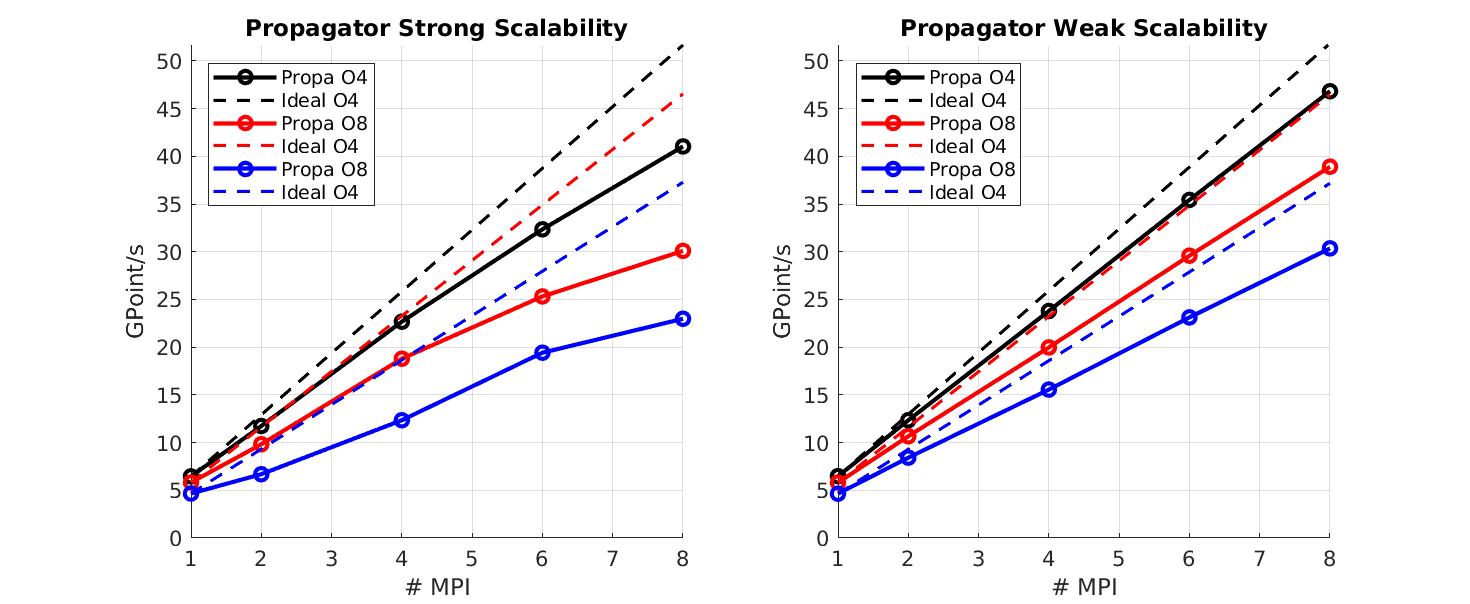 Propagator Strong Scalability
50
45
40
35
30
25
20
15
10
5
0
GPoint/s
Propa O4
Ideal O4
Propa O8
Ideal O4
Propa O8
Ideal O4
1 2 3 4 5 6 7 8
# MPI
Propagator Weak Scalability
50
45
40
35
30
25
20
15
10
5
0
GPoint/s
Propa O4
Ideal O4
Propa O8
Ideal O4
Propa O8
Ideal O4
1 2 3 4 5 6 7 8
# MPI